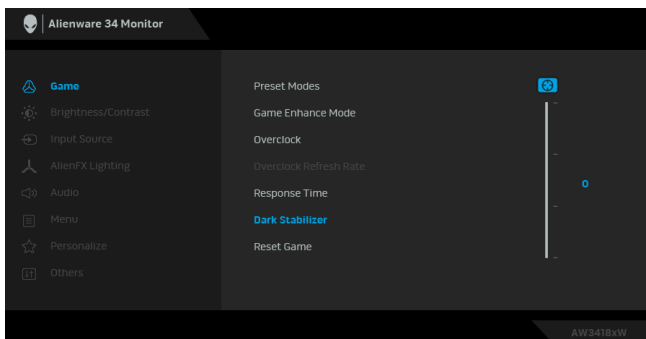 Alienware 34 Monitor
Game
Brightness/Contrast
Input Source
AlienFX Lighting
Audio
Menu
Personalize
Others
Preset Modes
Game Enhance Mode
Overclock
Overclock Refresh Rate
Response Time
Dark Stabilizer
Reset Game
0
AW3418xW